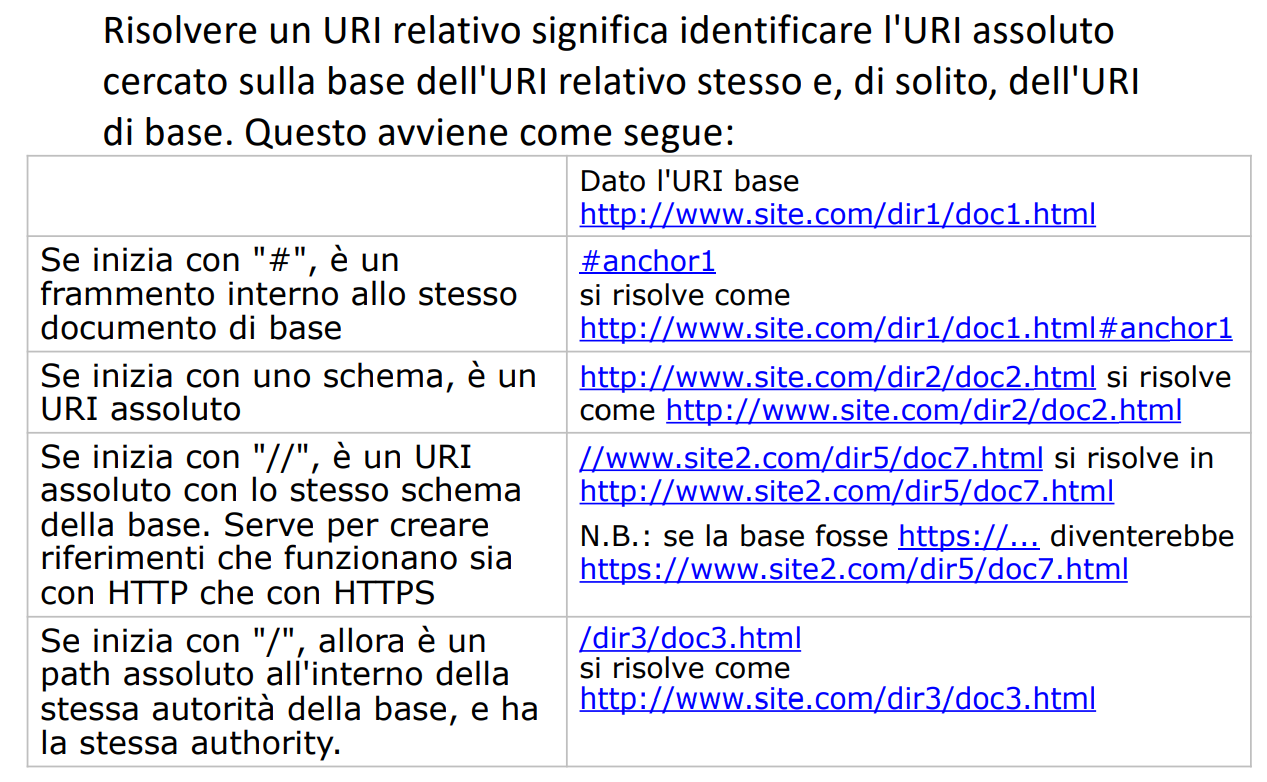 Risolvere un URI relativo significa identificare l'URI assoluto
cercato sulla base dell'URI relativo stesso e, di solito, dell'URI
di base. Questo avviene come segue:
Dato l'URI base
http://www.site.com/dir1/doc1.html
Se inizia con "#", è un
frammento interno allo stesso
documento di base
#anchor1
si risolve come
http://www.site.com/dir1/doc1.html#anchor1
Se inizia con uno schema, è un
URI assoluto
http://www.site.com/dir2/doc2.html si risolve
come http://www.site.com/dir2/doc2.html
Se inizia con "//", è un URI
assoluto con lo stesso schema
della base. Serve per creare
riferimenti che funzionano sia
con HTTP che con HTTPS
//www.site2.com/dir5/doc7.html si risolve in
http://www.site2.com/dir5/doc7.html
N.B.: se la base fosse https://... diventerebbe
https://www.site2.com/dir5/doc7.html
Se inizia con "/", allora è un
path assoluto all'interno della
stessa autorità della base, e ha
la stessa authority.
/dir3/doc3.html
si risolve come
http://www.site.com/dir3/doc3.html